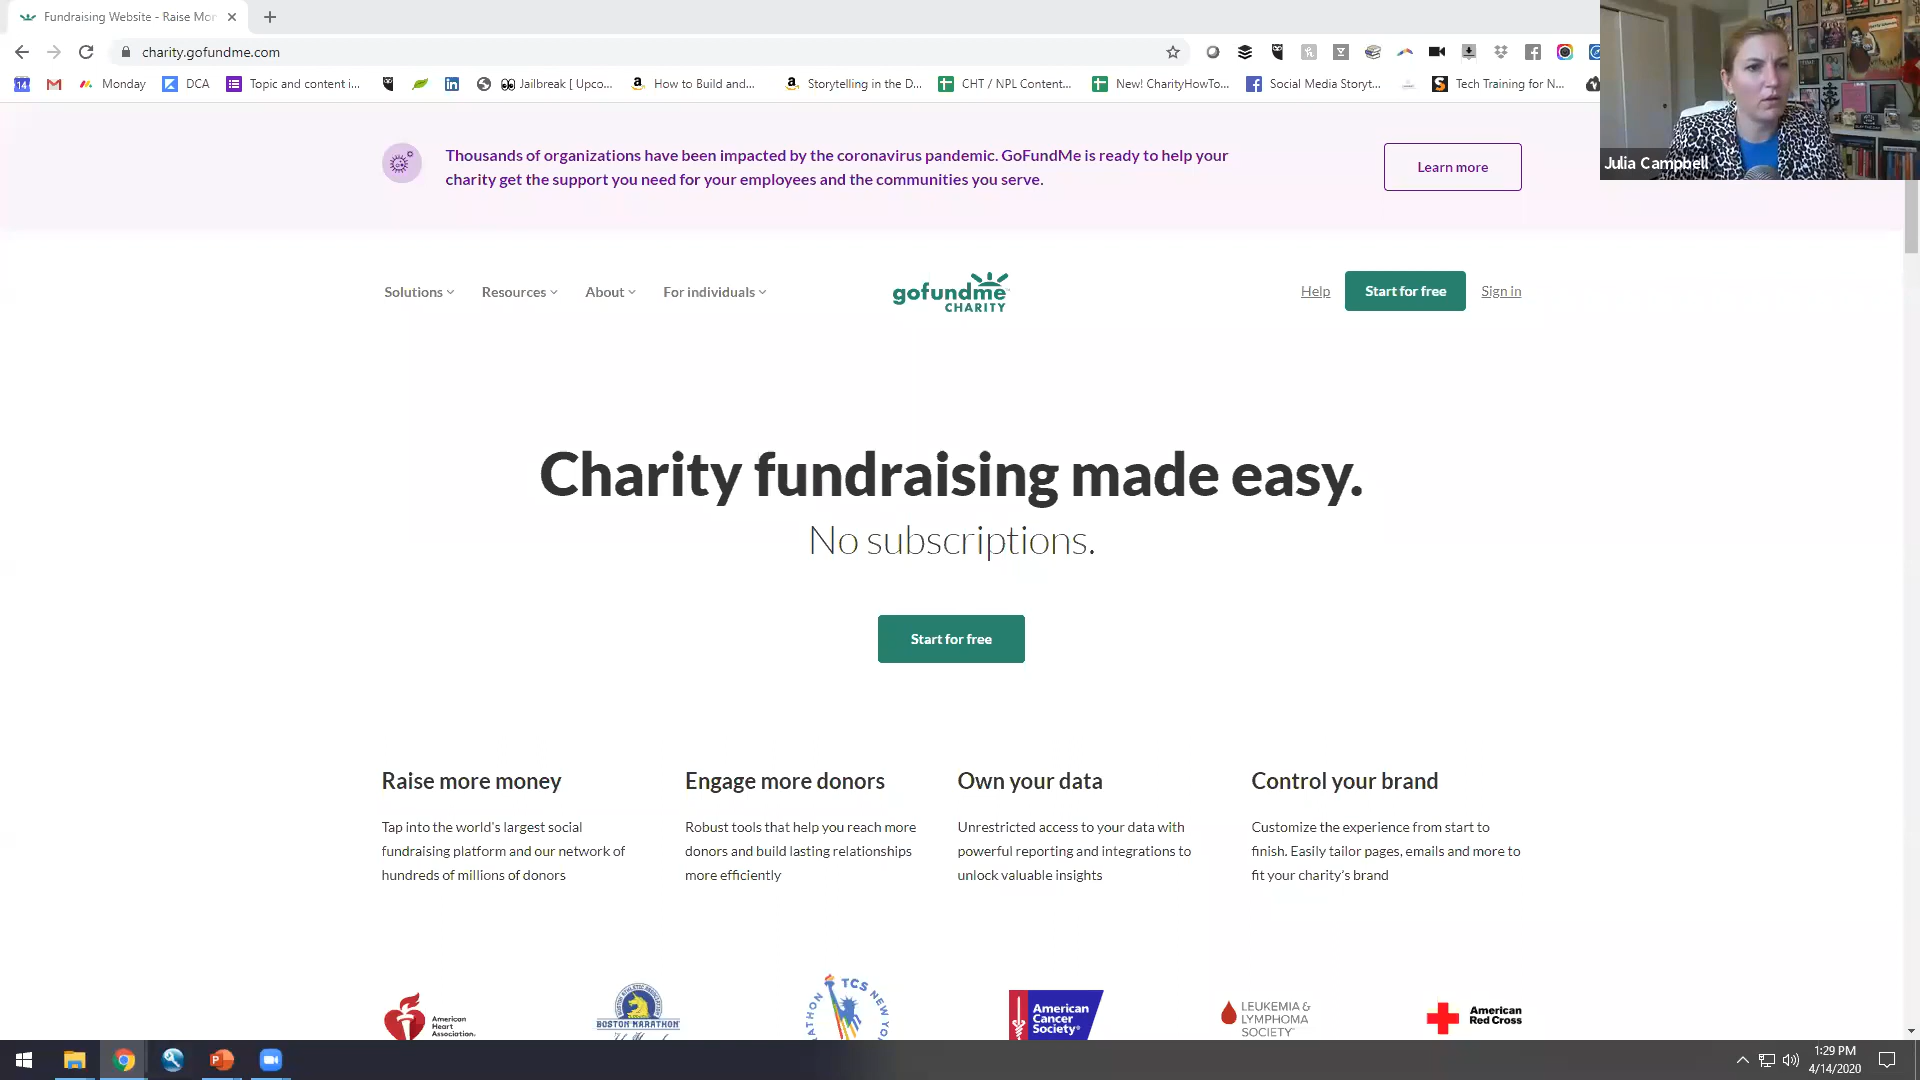 Fundraising Website - Raise Mor
charity.gofundme.com
14
Monday
DCA
Topic and content i...
Jailbreak [ Upco...
How to Build and...
Storytelling in the D...
CHT / NPL Content...
New! CharityHowTo...
Social Media Storyt...
Tech Training for N...
Julia Campbell
Thousands of organizations have been impacted by the coronavirus pandemic. GoFundMe is ready to help your
charity get the support you need for your employees and the communities you serve.
Learn more
Solutions
Resources
About
For individuals
gofundme
CHARITY
Help
Start for free
Sign in
Charity fundraising made easy.
No subscriptions.
Start for free
Raise more money
Tap into the world's largest social
fundraising platform and our network of
hundreds of millions of donors
Engage more donors
Robust tools that help you reach more
donors and build lasting relationships
more efficiently
Own your data
Unrestricted access to your data with
powerful reporting and integrations to
unlock valuable insights
Control your brand
Customize the experience from start to
finish. Easily tailor pages, emails and more to
fit your charity's brand
American
Heart
Association.
BOSTON MARATHON
TCS NEW YO
American
Cancer
Society®
LEUKEMIA &
LYMPHOMA
SOCIETY
American
Red Cross
1:29 PM
4/14/2020